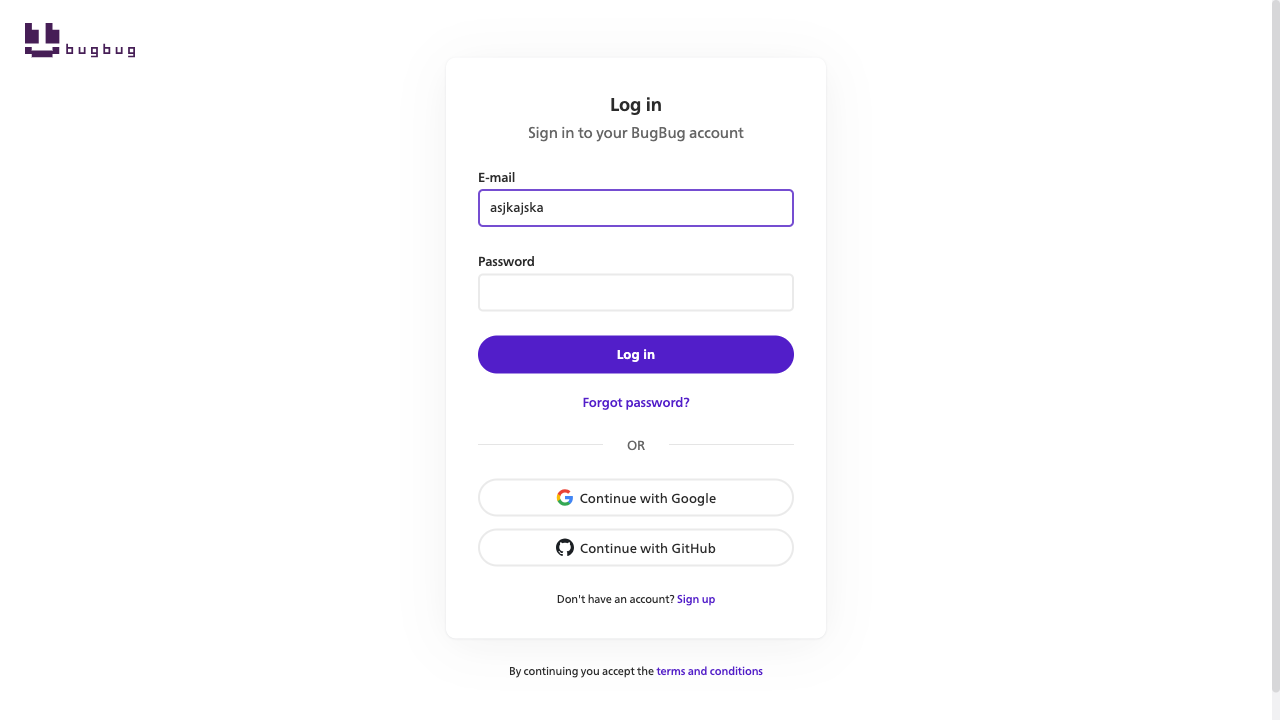 bugbug
Log in
Sign in to your BugBug account
E-mail
asjkajska
Password
Log in
Forgot password?
OR
Continue with Google
Continue with GitHub
Don't have an account? Sign up
By continuing you accept the terms and conditions